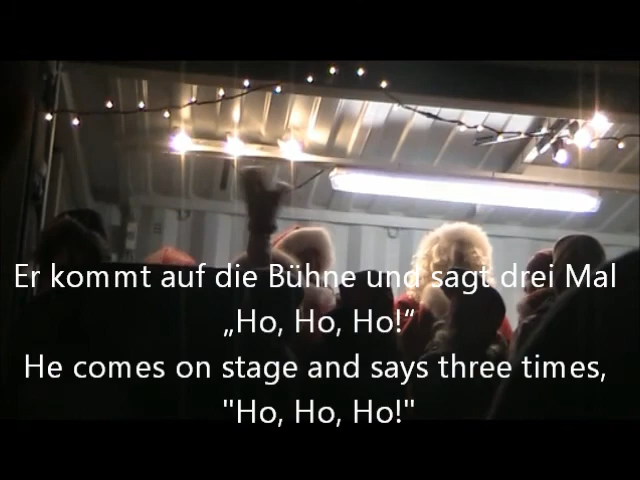 Er kommt auf die Bühne und sagt drei Mal
„Ho, Ho, Ho!“
He comes on stage and says three times,
"Ho, Ho, Ho!"